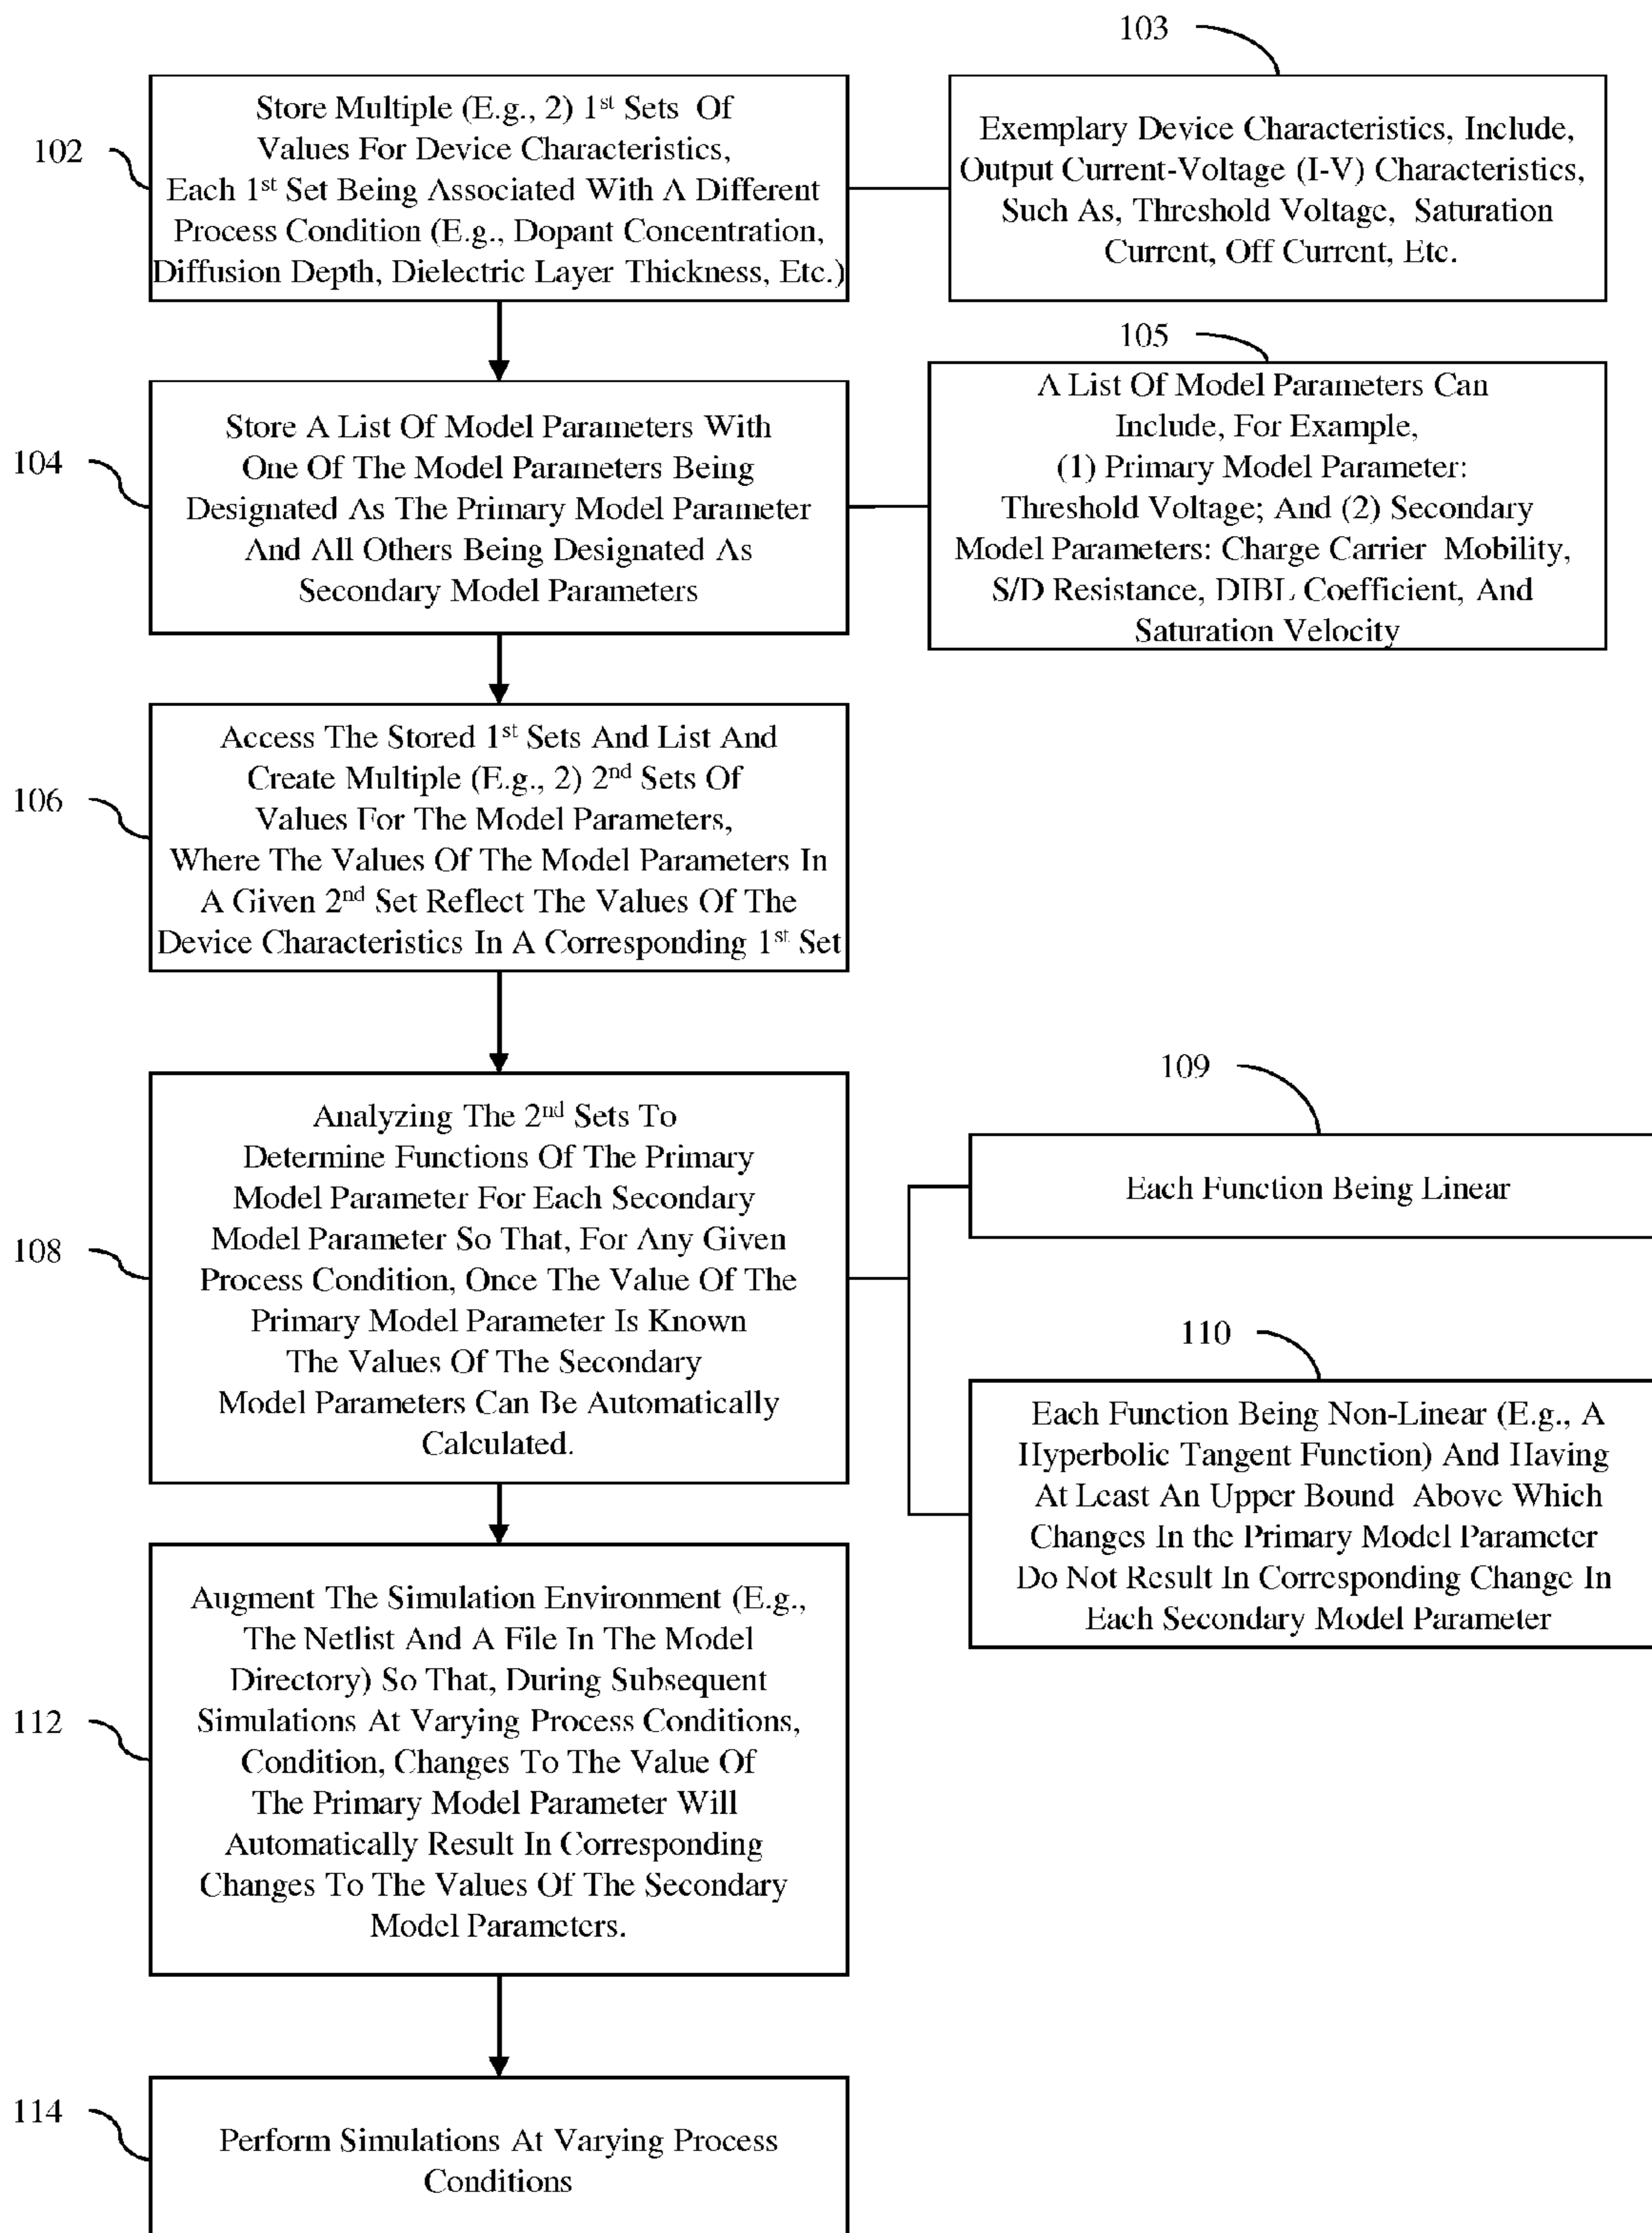 103
102
Store Multiple (E.g., 2) 1st Sets Of
Values For Device Characteristics,
Each 1st Set Being Associated With A Different
Process Condition (E.g., Dopant Concentration,
Diffusion Depth, Dielectric Layer Thickness, Etc.)
Exemplary Device Characteristics, Include,
Output Current-Voltage (I-V) Characteristics,
Such As, Threshold Voltage, Saturation
Current, Off Current, Etc.
105
104
Store A List Of Model Parameters With
One Of The Model Parameters Being
Designated As The Primary Model Parameter
And All Others Being Designated As
Secondary Model Parameters
A List Of Model Parameters Can
Include, For Example,
(1) Primary Model Parameter:
Threshold Voltage; And (2) Secondary
Model Parameters: Charge Carrier Mobility,
S/D Resistance, DIBL Coefficient, And
Saturation Velocity
106
Access The Stored 1st Sets And List And
Create Multiple (E.g., 2) 2nd Sets Of
Values For The Model Parameters,
Where The Values Of The Model Parameters In
A Given 2nd Set Reflect The Values Of The
Device Characteristics In A Corresponding 1st Set
108
Analyzing The 2nd Sets To
Determine Functions Of The Primary
Model Parameter For Each Secondary
Model Parameter So That, For Any Given
Process Condition, Once The Value Of The
Primary Model Parameter Is Known
The Values Of The Secondary
Model Parameters Can Be Automatically
Calculated.
109
Each Function Being Linear
110
Each Function Being Non-Linear (E.g., A
Hyperbolic Tangent Function) And Having
At Least An Upper Bound Above Which
Changes In the Primary Model Parameter
Do Not Result In Corresponding Change In
Each Secondary Model Parameter
112
Augment The Simulation Environment (E.g.,
The Netlist And A File In The Model
Directory) So That, During Subsequent
Simulations At Varying Process Conditions,
Condition, Changes To The Value Of
The Primary Model Parameter Will
Automatically Result In Corresponding
Changes To The Values Of The Secondary
Model Parameters.
114
Perform Simulations At Varying Process
Conditions